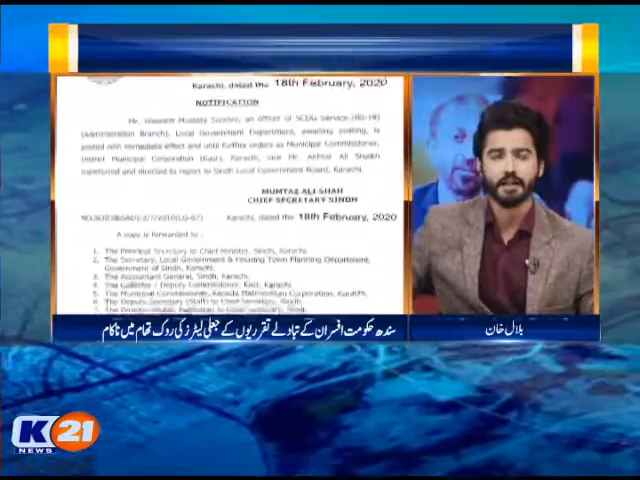 Karachi, dated the 18th February, 2020
NOTIFICATION
Mr. Waseem Mustafa Soomro, an officer of SCUG Service (BS-19)
(Administration Branch), Local Government Department, awaiting posting, is
posted with immediate effect and until further orders as Municipal Commissioner,
District Municipal Corporation (East), Karachi, vice Mr. Akhtar Ali Shaikh
transferred and directed to report to Sindh Local Government Board, Karachi.
MUMTAZ ALI SHAH
CHIEF SECRETARY SINDH
Karachi, dated the 18th February, 2020
A copy is forwarded to:-
1. The Principal Secretary to Chief Minister, Sindh, Karachi.
2. The Secretary, Local Government & Housing Town Planning Department,
Government of Sindh, Karachi.
3. The Accountant General, Sindh, Karachi.
4. The Collector / Deputy Commissioner, East, Karachi
5. The Municipal Commissioner, Karachi Metropolitan Corporation, Karachi.
6. The Deputy Secretary (Staff) to Chief Secretary, Sindh
سندھ حکومت افسران کے تبادلے تقرریوں کے جعلی لیٹرز کی روک تھام میں ناکام
بلال خان
K21
NEWS